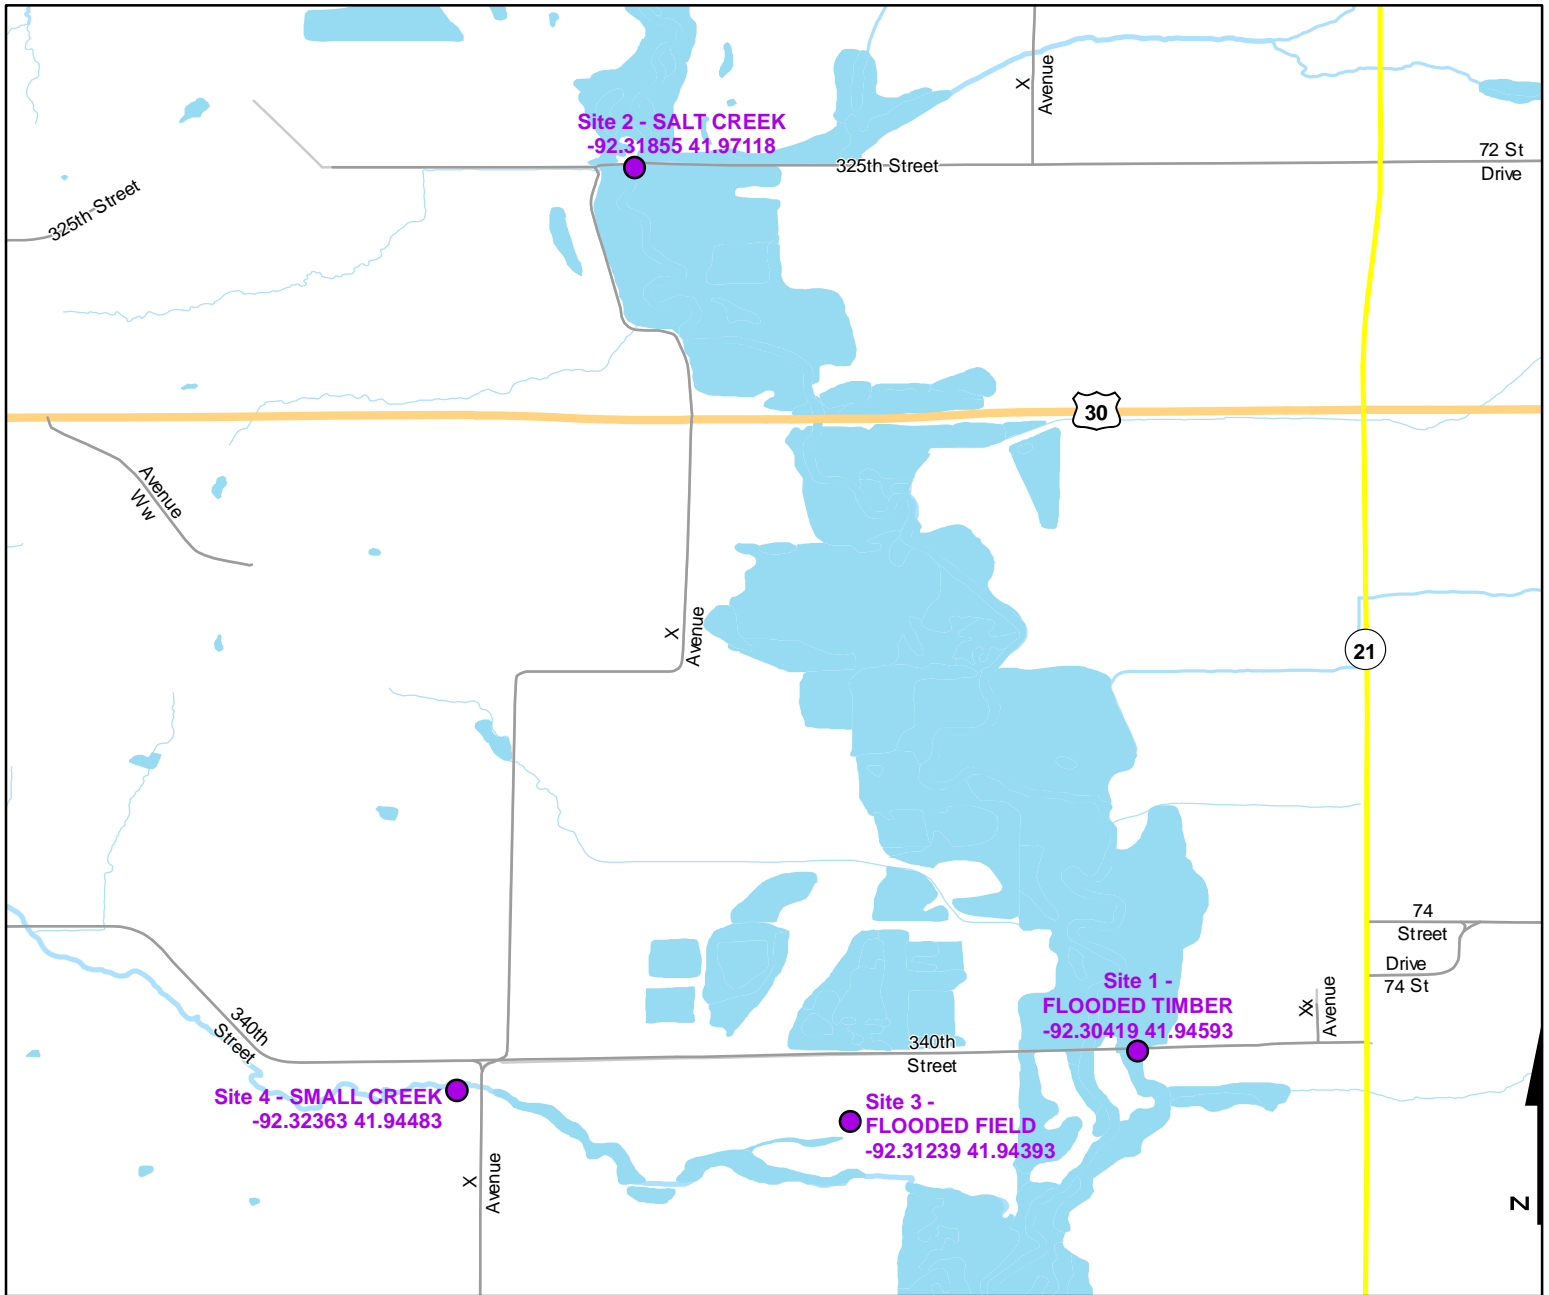 X
Avenue
Site 2 - SALT CREEK
-92.31855 41.97118
325th Street
72 St
Drive
325th Street
30
Avenue
Ww
X
Avenue
21
74
Street
Drive
74 St
Site 1 -
FLOODED TIMBER
-92.30419 41.94593
Xx
Avenue
340th
Street
340th
Street
Site 4 - SMALL CREEK
-92.32363 41.94483
Site 3 -
FLOODED FIELD
-92.31239 41.94393
X
Avenue
N